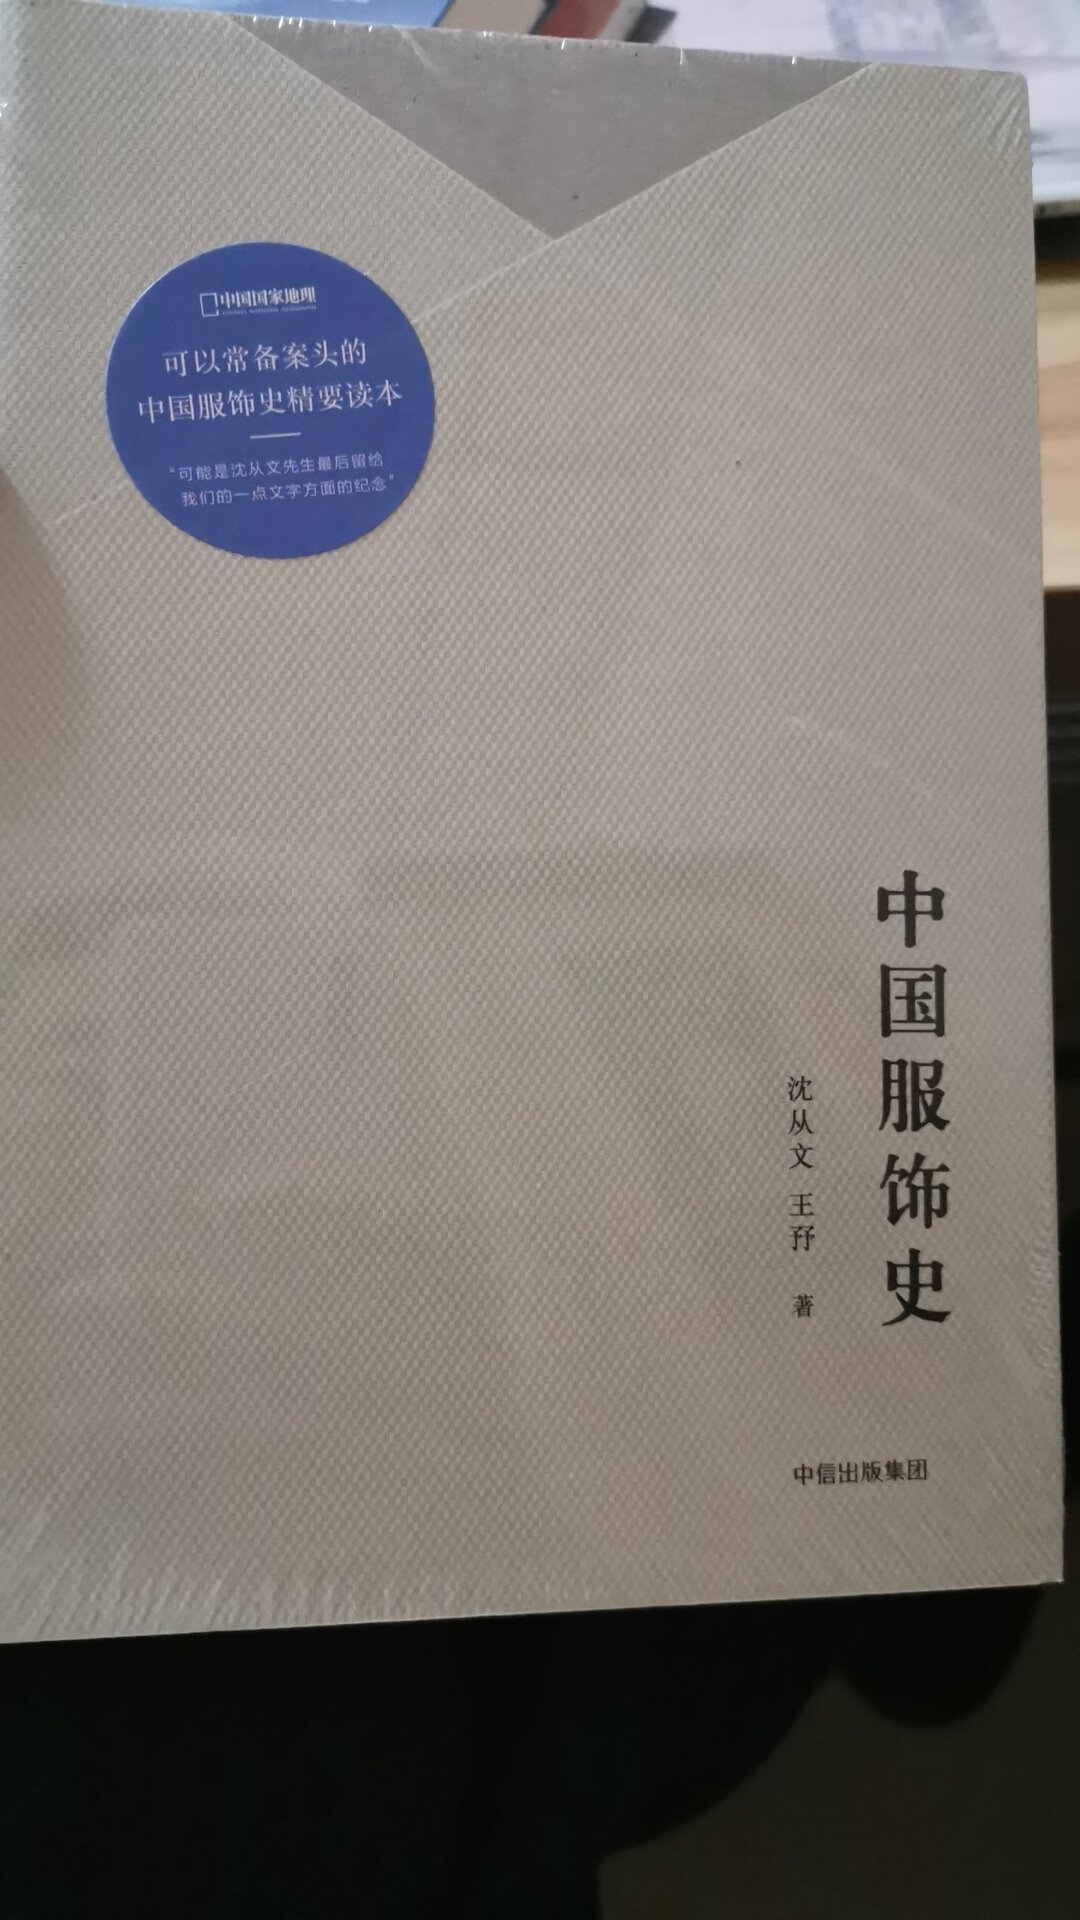 中国国家地理
可以常备案头的
中国服饰史精要读本
“可能是沈从文先生最后留给
我们的一点文字方面的纪念”
中国服饰史
沈从文 王㐨 著
中信出版集团